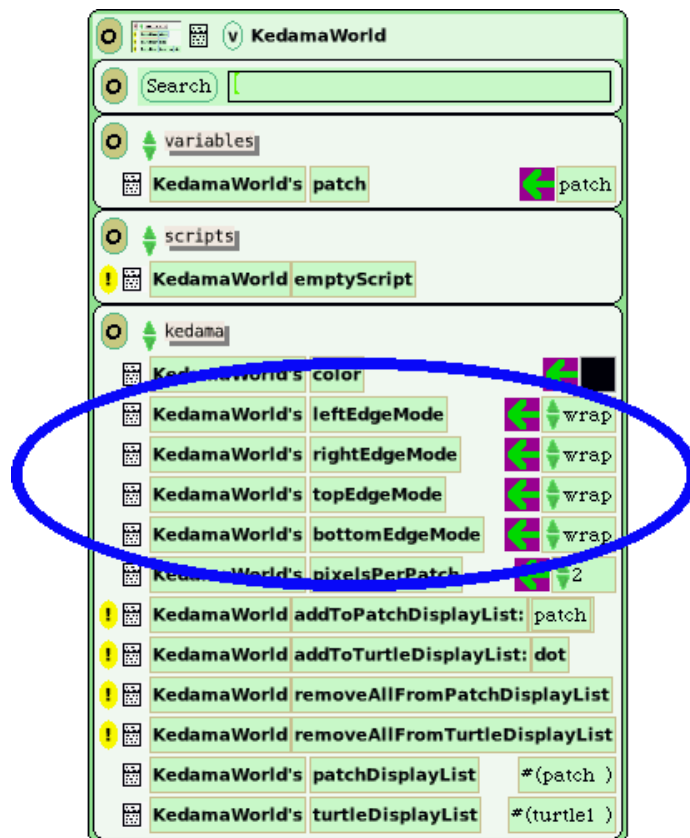 v KedamaWorld
Search
variables
KedamaWorld's patch patch
scripts
! KedamaWorld emptyScript
kedama
KedamaWorld's color
KedamaWorld's leftEdgeMode wrap
KedamaWorld's rightEdgeMode wrap
KedamaWorld's topEdgeMode wrap
KedamaWorld's bottomEdgeMode wrap
KedamaWorld's pixelsPerPatch 2
! KedamaWorld addToPatchDisplayList: patch
! KedamaWorld addToTurtleDisplayList: dot
! KedamaWorld removeAllFromPatchDisplayList
! KedamaWorld removeAllFromTurtleDisplayList
KedamaWorld's patchDisplayList #(patch )
KedamaWorld's turtleDisplayList #(turtle1 )